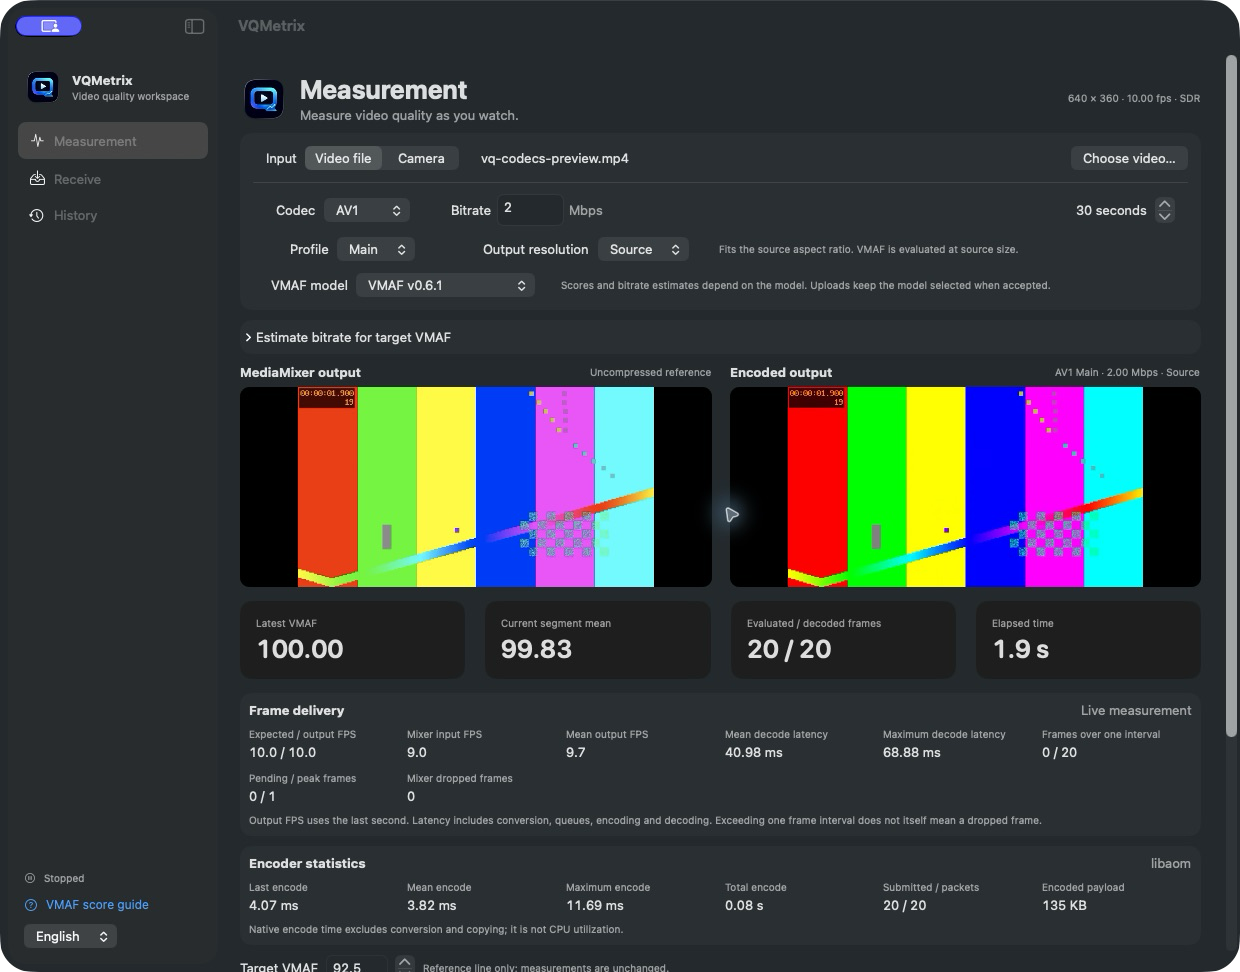 VQMetrix
VQMetrix
Video quality workspace
Measurement
Receive
History
Stopped
VMAF score guide
English
Measurement
Measure video quality as you watch.
640 × 360 · 10.00 fps · SDR
Input Video file Camera vq-codecs-preview.mp4 Choose video...
Codec AV1 Bitrate 2 Mbps 30 seconds
Profile Main Output resolution Source Fits the source aspect ratio. VMAF is evaluated at source size.
VMAF model VMAF v0.6.1 Scores and bitrate estimates depend on the model. Uploads keep the model selected when accepted.
Estimate bitrate for target VMAF
MediaMixer output Uncompressed reference
Encoded output AV1 Main · 2.00 Mbps · Source
00:00:01.900
19
00:00:01.900
19
Latest VMAF
100.00
Current segment mean
99.83
Evaluated / decoded frames
20 / 20
Elapsed time
1.9 s
Frame delivery Live measurement
Expected / output FPS Mixer input FPS Mean output FPS Mean decode latency Maximum decode latency Frames over one interval
10.0 / 10.0 9.0 9.7 40.98 ms 68.88 ms 0 / 20
Pending / peak frames Mixer dropped frames
0 / 1 0
Output FPS uses the last second. Latency includes conversion, queues, encoding and decoding. Exceeding one frame interval does not itself mean a dropped frame.
Encoder statistics libaom
Last encode Mean encode Maximum encode Total encode Submitted / packets Encoded payload
4.07 ms 3.82 ms 11.69 ms 0.08 s 20 / 20 135 KB
Native encode time excludes conversion and copying; it is not CPU utilization.
Target VMAF 92.5 Reference line only; measurements are unchanged.